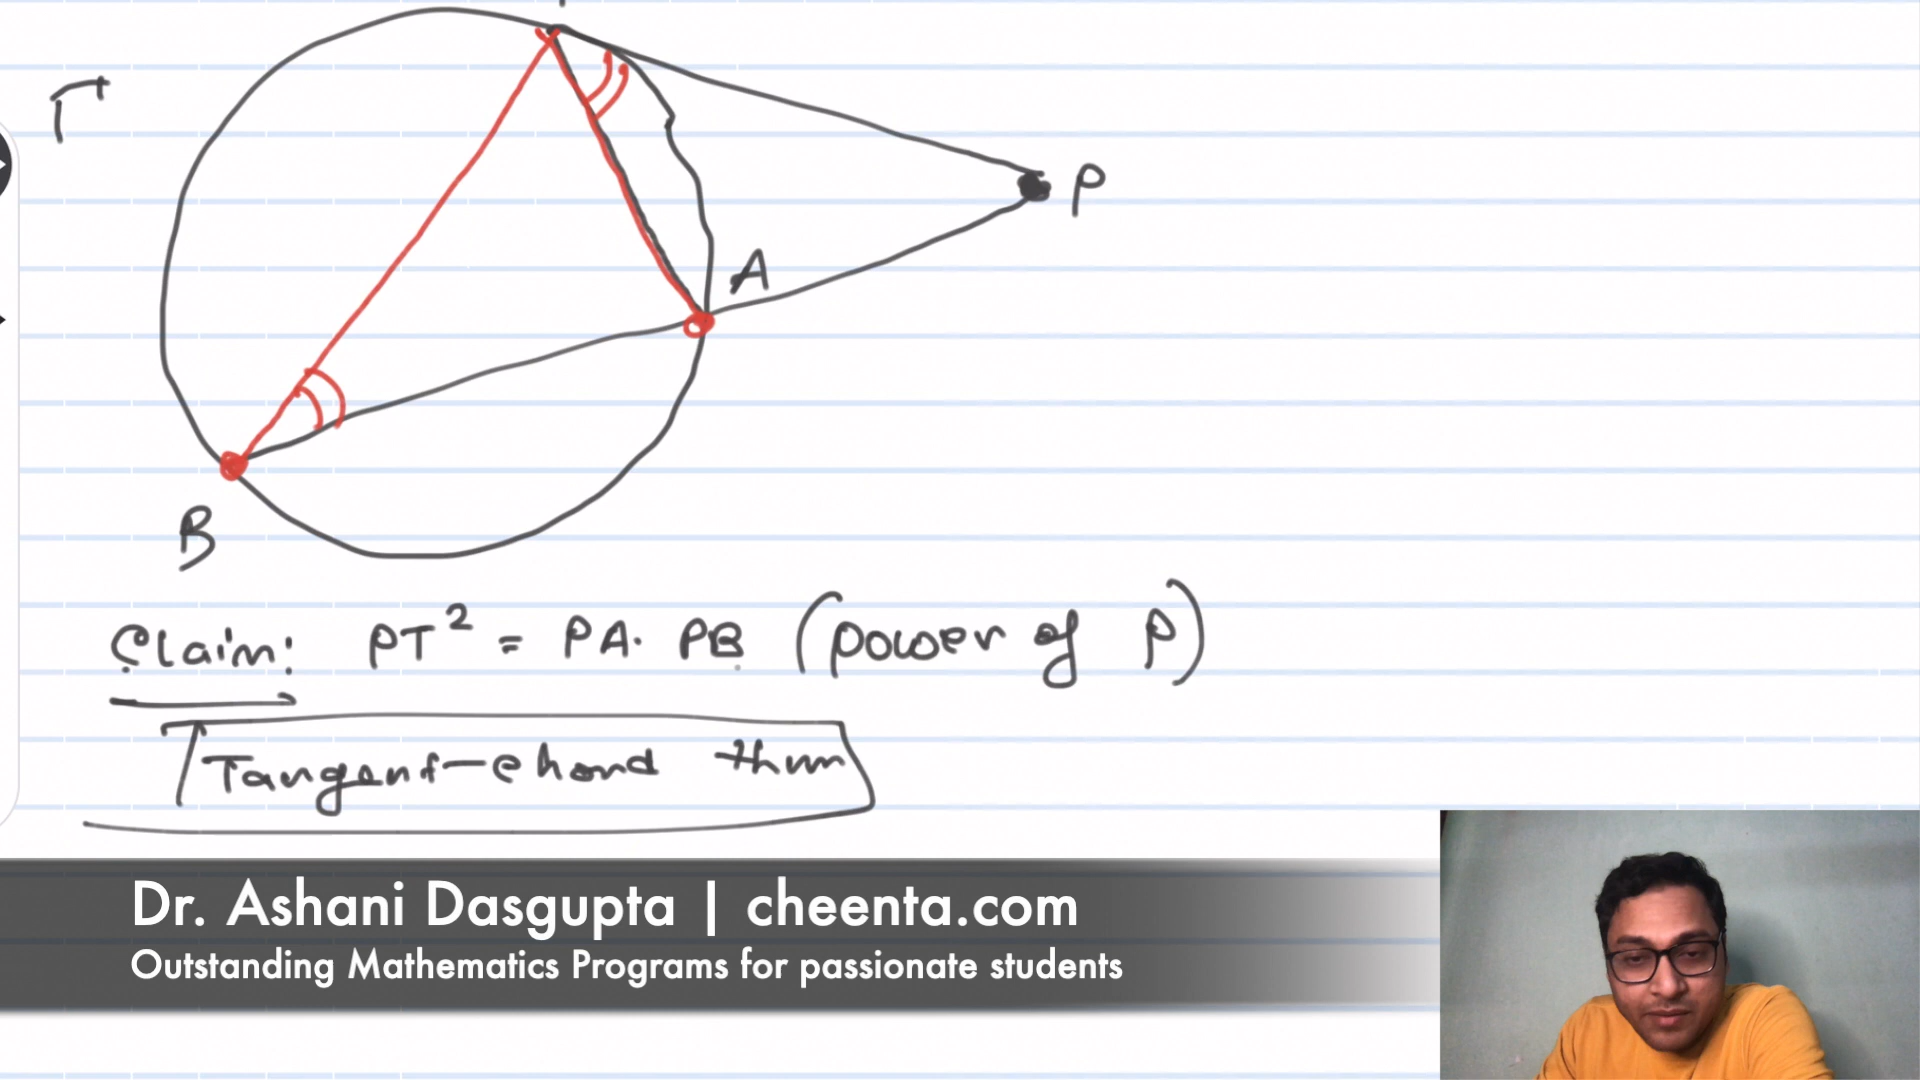 Γ
P
A
B
Claim: PT² = PA. PB (power of P)
Tangent-chord thm
Dr. Ashani Dasgupta | cheenta.com
Outstanding Mathematics Programs for passionate students